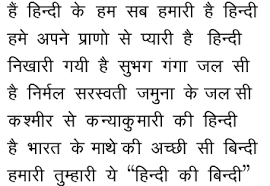 हैं हिन्दी के हम सब हमारी है हिन्दी
हमे अपने प्राणो से प्यारी है हिन्दी
निखारी गयी है सुभग गंगा जल सी
है निर्मल सरस्वती जमुना के जल सी
कश्मीर से कन्याकुमारी की हिन्दी
है भारत के माथे की अच्छी सी बिन्दी
हमारी तुम्हारी ये “हिन्दी की बिन्दी”